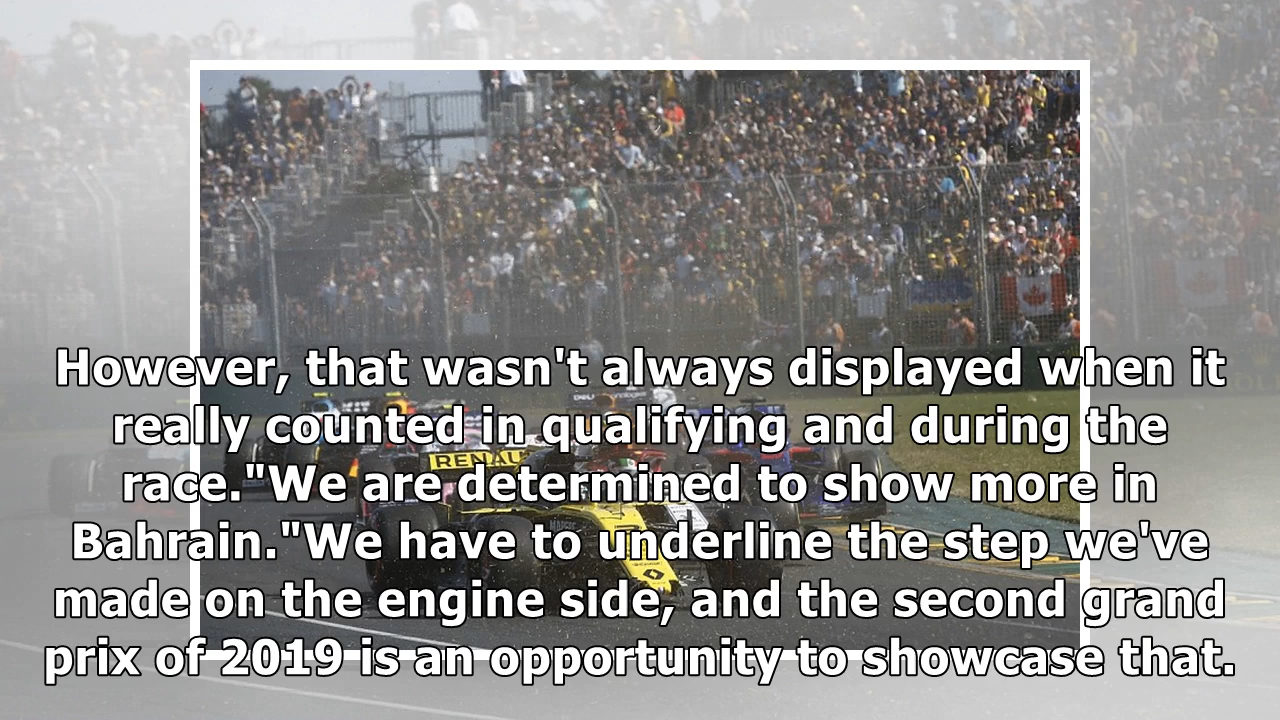 However, that wasn't always displayed when it
really counted in qualifying and during the
race."We are determined to show more in
Bahrain."We have to underline the step we've
made on the engine side, and the second grand
prix of 2019 is an opportunity to showcase that.
RENAU